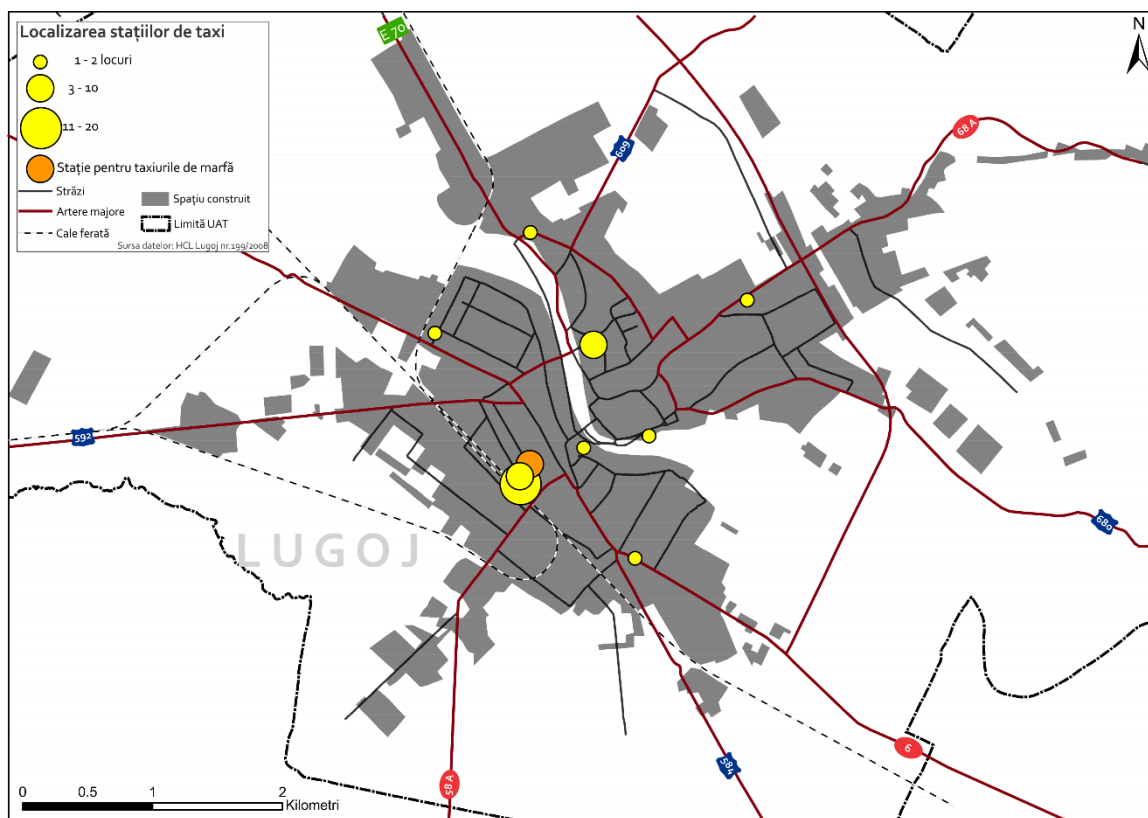 Localizarea stațiilor de taxi
1 - 2 locuri
3 - 10
11 - 20
Stație pentru taxiurile de marfă
Străzi
Spațiu construit
Artere majore
Limită UAT
Cale ferată
Sursa datelor: HCL Lugoj nr.199/2008
E 70
N
609
68 A
592
680
LUGOJ
6
584
58 A
0 0.5 1 2
Kilometri